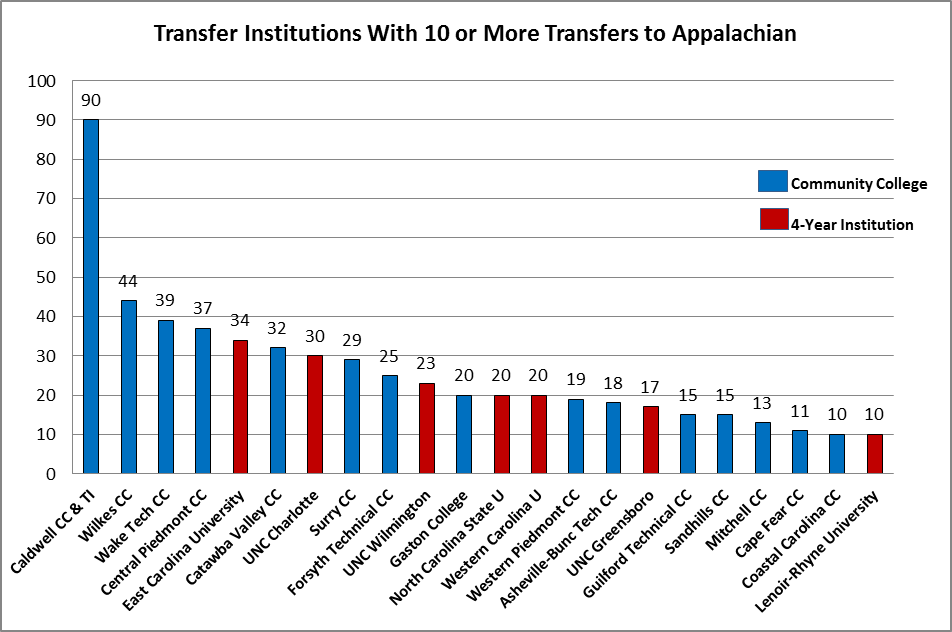 Transfer Institutions With 10 or More Transfers to Appalachian
100
90
80
70
60
50
40
30
20
10
0
90
44
39
37
34
32
30
29
25
23
20
20
20
19
18
17
15
15
13
11
10
10
Community College
4-Year Institution
Caldwell CC & TI
Wilkes CC
Wake Tech CC
Central Piedmont CC
East Carolina University
Catawba Valley CC
UNC Charlotte
Surry CC
Forsyth Technical CC
UNC Wilmington
Gaston College
North Carolina State U
Western Carolina U
Western Piedmont CC
Asheville-Bunc Tech CC
UNC Greensboro
Guilford Technical CC
Sandhills CC
Mitchell CC
Cape Fear CC
Coastal Carolina CC
Lenoir-Rhyne University